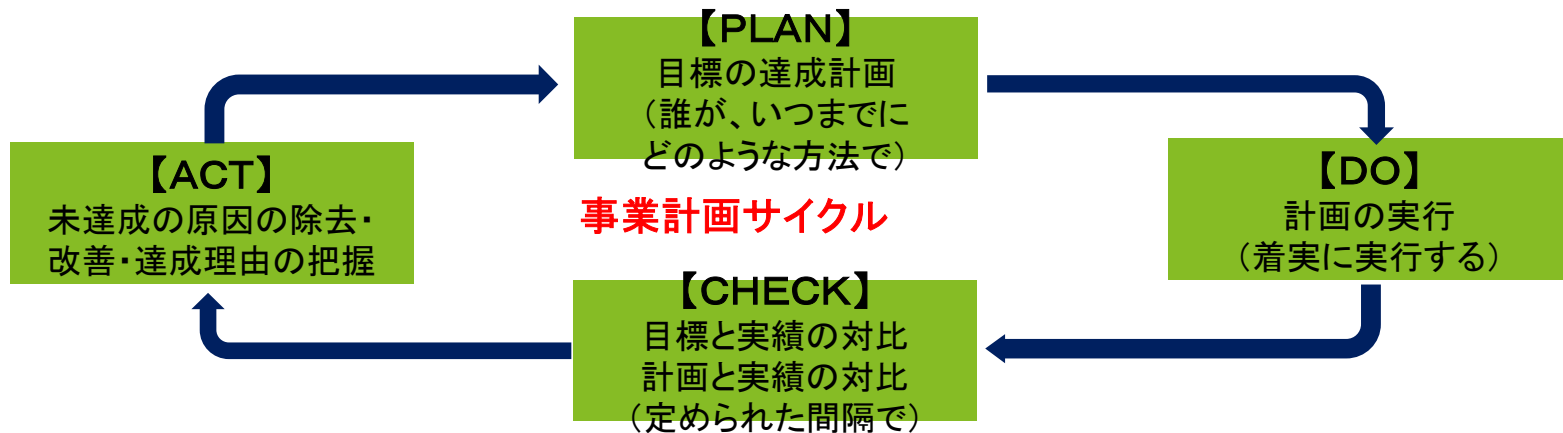 【PLAN】
目標の達成計画
（誰が、いつまでに
どのような方法で）
【ACT】
未達成の原因の除去・
改善・達成理由の把握
事業計画サイクル
【DO】
計画の実行
（着実に実行する）
【CHECK】
目標と実績の対比
計画と実績の対比
（定められた間隔で）